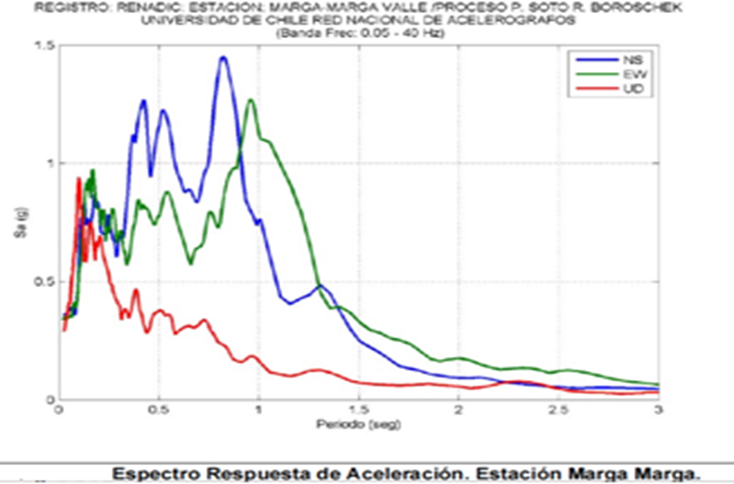 REGISTRO: RENADIC: ESTACION: MARGA-MARGA VALLE /PROCESO P. SOTO R. BOROSCHEK
UNIVERSIDAD DE CHILE RED NACIONAL DE ACELEROGRAFOS
(Banda Frec: 0.05 - 40 Hz)
1.5
NS
EW
UD
1
Sa (g)
0.5
0
0 0.5 1 1.5 2 2.5 3
Periodo (seg)
Espectro Respuesta de Aceleración. Estación Marga Marga.